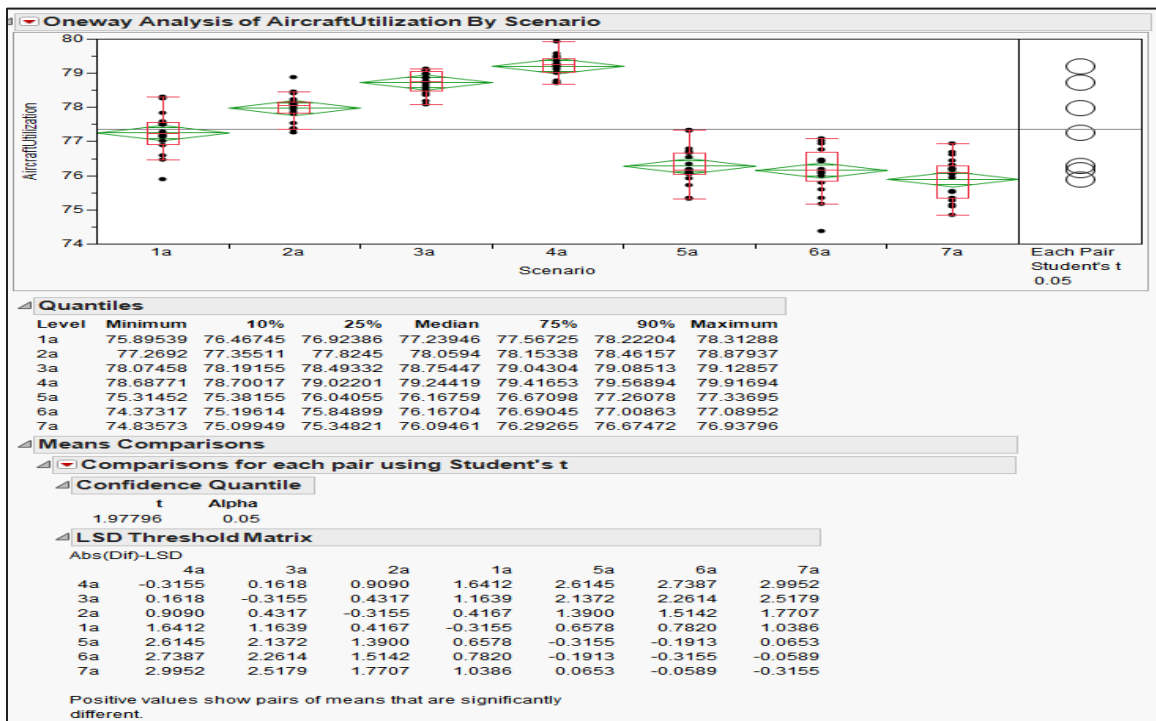 Oneway Analysis of AircraftUtilization By Scenario
80
79
78
77
76
75
74
AircraftUtilization
1a 2a 3a 4a 5a 6a 7a
Scenario
Each Pair
Student's t
0.05
Quantiles
Level Minimum 10% 25% Median 75% 90% Maximum
1a 75.89539 76.46745 76.92386 77.23946 77.56725 78.22204 78.31288
2a 77.2692 77.35511 77.8245 78.0594 78.15338 78.46157 78.87937
3a 78.07458 78.19155 78.49332 78.75447 79.04304 79.08513 79.12857
4a 78.68771 78.70017 79.02201 79.24419 79.41653 79.56894 79.91694
5a 75.31452 75.38155 76.04055 76.16759 76.67098 77.26078 77.33695
6a 74.37317 75.19614 75.84899 76.16704 76.69045 77.00863 77.08952
7a 74.83573 75.09949 75.34821 76.09461 76.29265 76.67472 76.93796
Means Comparisons
Comparisons for each pair using Student's t
Confidence Quantile
t Alpha
1.97796 0.05
LSD Threshold Matrix
Abs(Dif)-LSD
4a 3a 2a 1a 5a 6a 7a
4a -0.3155 0.1618 0.9090 1.6412 2.6145 2.7387 2.9952
3a 0.1618 -0.3155 0.4317 1.1639 2.1372 2.2614 2.5179
2a 0.9090 0.4317 -0.3155 0.4167 1.3900 1.5142 1.7707
1a 1.6412 1.1639 0.4167 -0.3155 0.6578 0.7820 1.0386
5a 2.6145 2.1372 1.3900 0.6578 -0.3155 -0.1913 0.0653
6a 2.7387 2.2614 1.5142 0.7820 -0.1913 -0.3155 -0.0589
7a 2.9952 2.5179 1.7707 1.0386 0.0653 -0.0589 -0.3155
Positive values show pairs of means that are significantly
different.